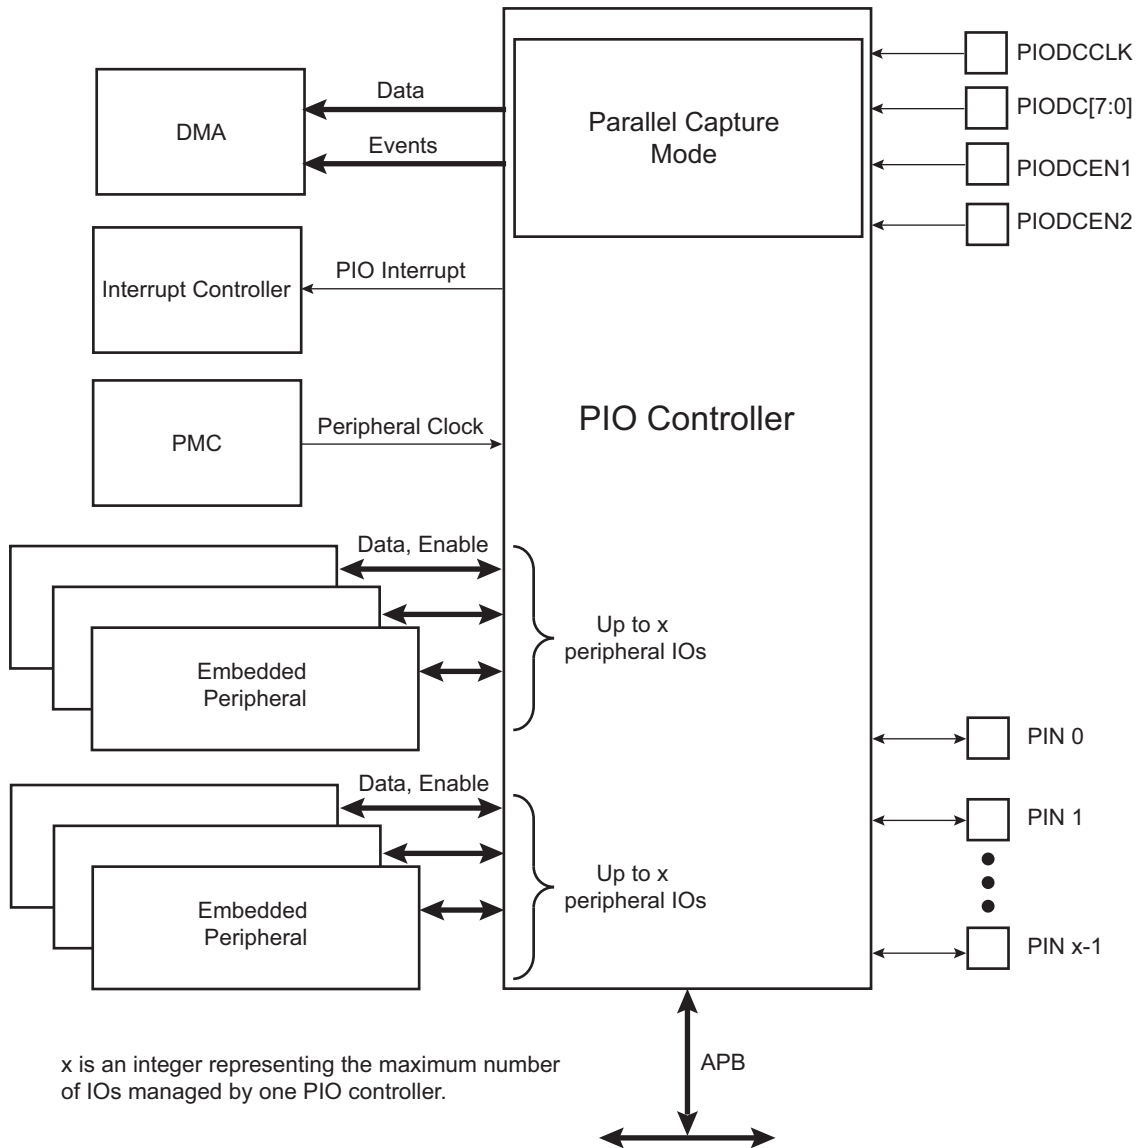 PIODCCLK
Data
DMA
Parallel Capture
Mode
PIODC[7:0]
Events
PIODCEN1
PIODCEN2
PIO Interrupt
Interrupt Controller
PIO Controller
Peripheral Clock
PMC
Data, Enable
Up to x
peripheral IOs
Embedded
Peripheral
PIN 0
Data, Enable
PIN 1
Up to x
peripheral IOs
Embedded
Peripheral
PIN x-1
x is an integer representing the maximum number
of IOs managed by one PIO controller.
APB